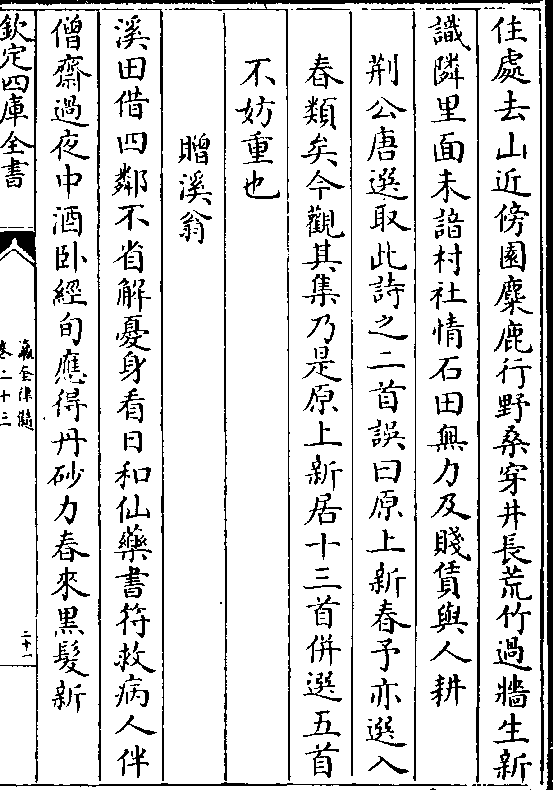 住處去山近傍園麋鹿行野桑穿井長荒竹過牆生新
識隣里面未諳村社情石田無力及賤賃與人耕
荆公唐選取此詩之二首誤曰原上新春予亦選入
春類矣今觀其集乃是原上新居十三首併選五首
不妨重也
贈溪翁
溪田借四鄰不省解憂身看日和仙藥書符救病人伴
僧齋過夜中酒卧經旬應得丹砂力春來黒髮新
欽定四庫全書
瀛奎律髓
卷二十三
二十一